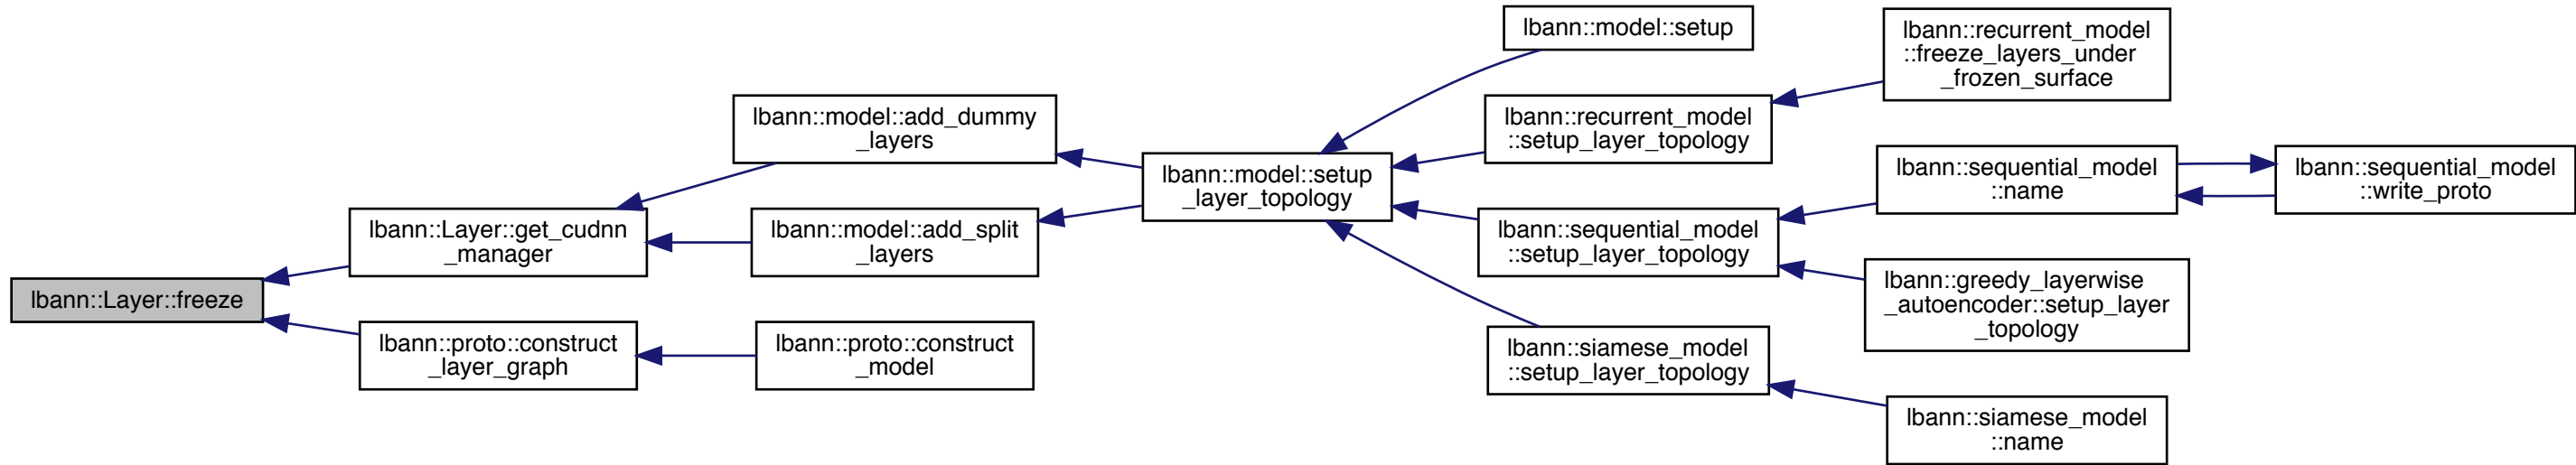 lbann::Layer::freeze
lbann::Layer::get_cudnn
_manager
lbann::proto::construct
_layer_graph
lbann::model::add_dummy
_layers
lbann::model::add_split
_layers
lbann::proto::construct
_model
lbann::model::setup
_layer_topology
lbann::model::setup
lbann::recurrent_model
::setup_layer_topology
lbann::sequential_model
::setup_layer_topology
lbann::siamese_model
::setup_layer_topology
lbann::recurrent_model
::freeze_layers_under
_frozen_surface
lbann::sequential_model
::name
lbann::greedy_layerwise
_autoencoder::setup_layer
_topology
lbann::siamese_model
::name
lbann::sequential_model
::write_proto